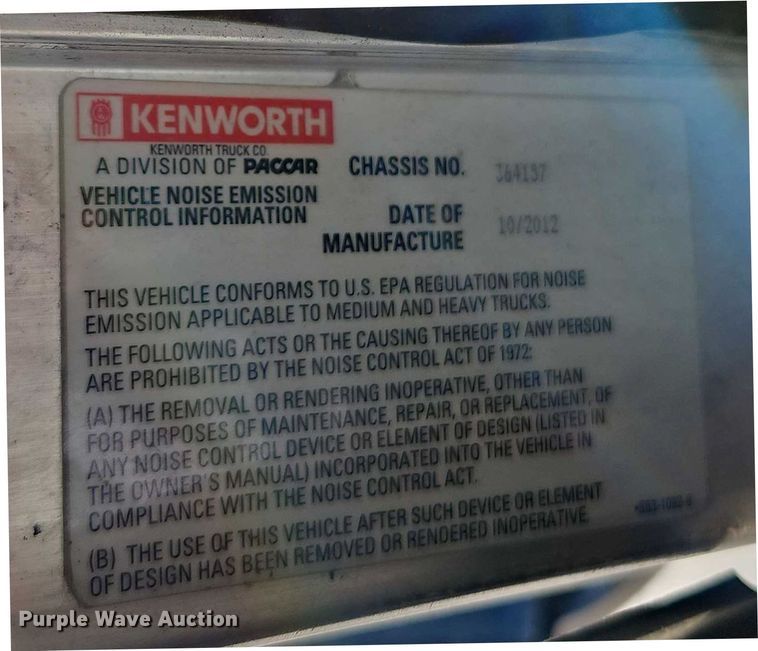 KENWORTH
KENWORTH TRUCK CO.
A DIVISION OF PACCAR
CHASSIS NO. 364157
VEHICLE NOISE EMISSION
CONTROL INFORMATION
DATE OF
MANUFACTURE 10/2012
THIS VEHICLE CONFORMS TO U.S. EPA REGULATION FOR NOISE
EMISSION APPLICABLE TO MEDIUM AND HEAVY TRUCKS.
THE FOLLOWING ACTS OR THE CAUSING THEREOF BY ANY PERSON
ARE PROHIBITED BY THE NOISE CONTROL ACT OF 1972:
(A) THE REMOVAL OR RENDERING INOPERATIVE, OTHER THAN
FOR PURPOSES OF MAINTENANCE, REPAIR, OR REPLACEMENT, OF
ANY NOISE CONTROL DEVICE OR ELEMENT OF DESIGN (LISTED IN
THE OWNER'S MANUAL) INCORPORATED INTO THE VEHICLE IN
COMPLIANCE WITH THE NOISE CONTROL ACT.
(B) THE USE OF THIS VEHICLE AFTER SUCH DEVICE OR ELEMENT
OF DESIGN HAS BEEN REMOVED OR RENDERED INOPERATIVE.
Purple Wave Auction